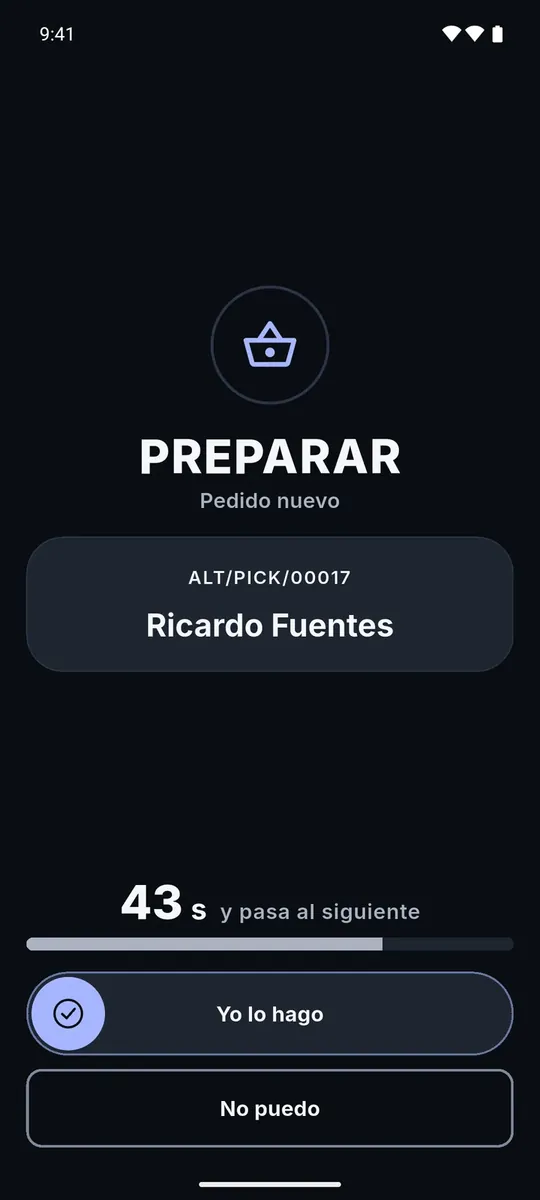 9:41
PREPARAR
Pedido nuevo
ALT/PICK/00017
Ricardo Fuentes
43 s y pasa al siguiente
Yo lo hago
No puedo